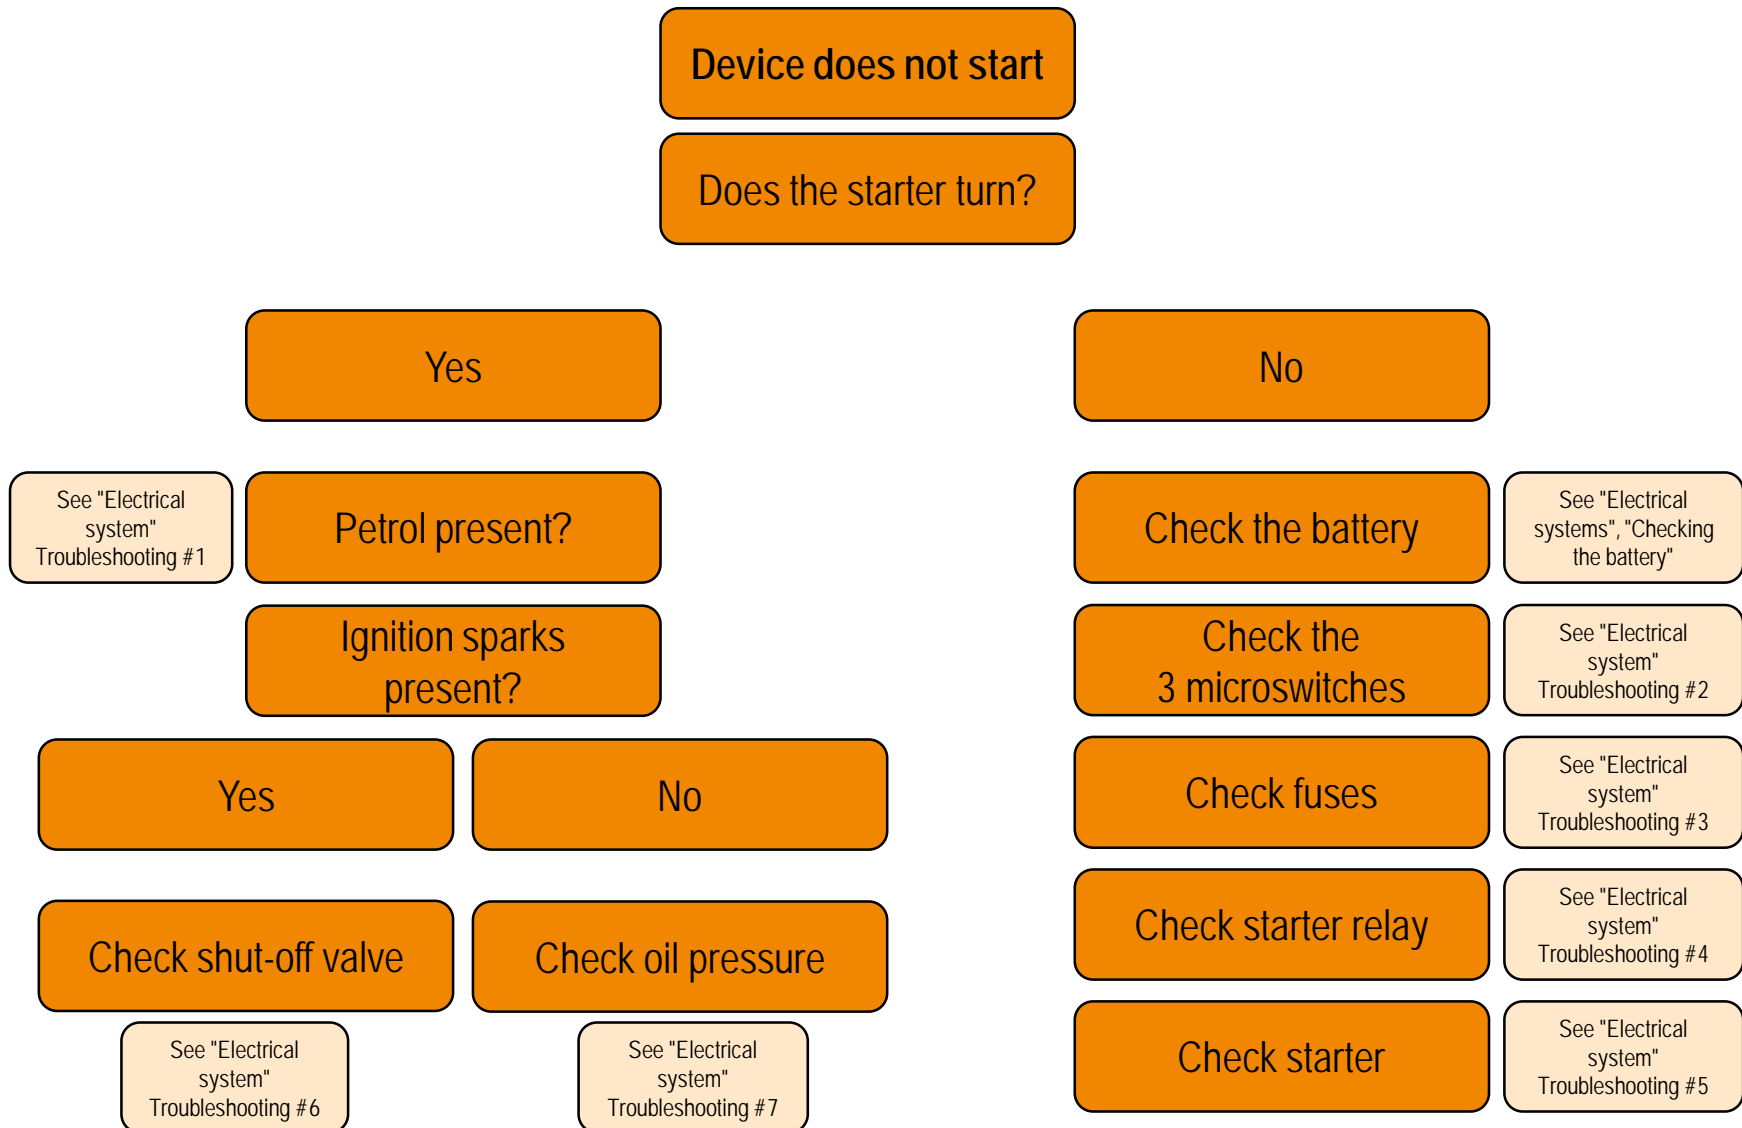 Device does not start
Does the starter turn?
Yes
No
See "Electrical
system"
Troubleshooting #1
Petrol present?
Check the battery
See "Electrical
systems", "Checking
the battery"
Ignition sparks
present?
Check the
3 microswitches
See "Electrical
system"
Troubleshooting #2
Yes
No
Check fuses
See "Electrical
system"
Troubleshooting #3
Check shut-off valve
Check oil pressure
Check starter relay
See "Electrical
system"
Troubleshooting #4
See "Electrical
system"
Troubleshooting #6
See "Electrical
system"
Troubleshooting #7
Check starter
See "Electrical
system"
Troubleshooting #5